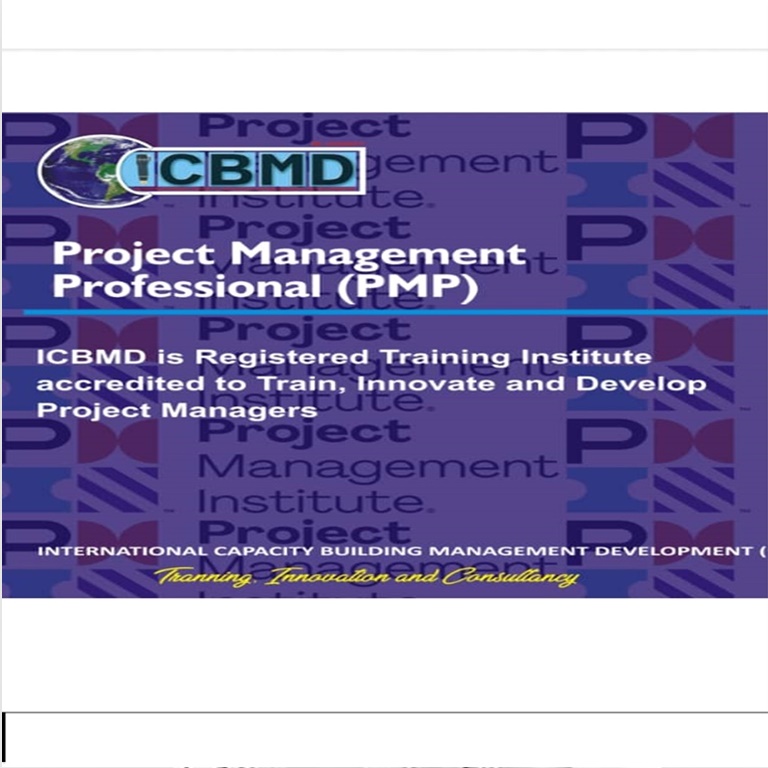 Project
ICBMD
gement
Institute.
Project
Project Management
Management
Professional (PMP)
Institute.
Project
ICBMD is Registered Training Institute
Management
accredited to Train, Innovate and Develop
Institute.
Project Managers
Project
Management
Institute.
Project
INTERNATIONAL CAPACITY BUILDING MANAGEMENT DEVELOPMENT (
Management
Tranning, Innovation and Consultancy